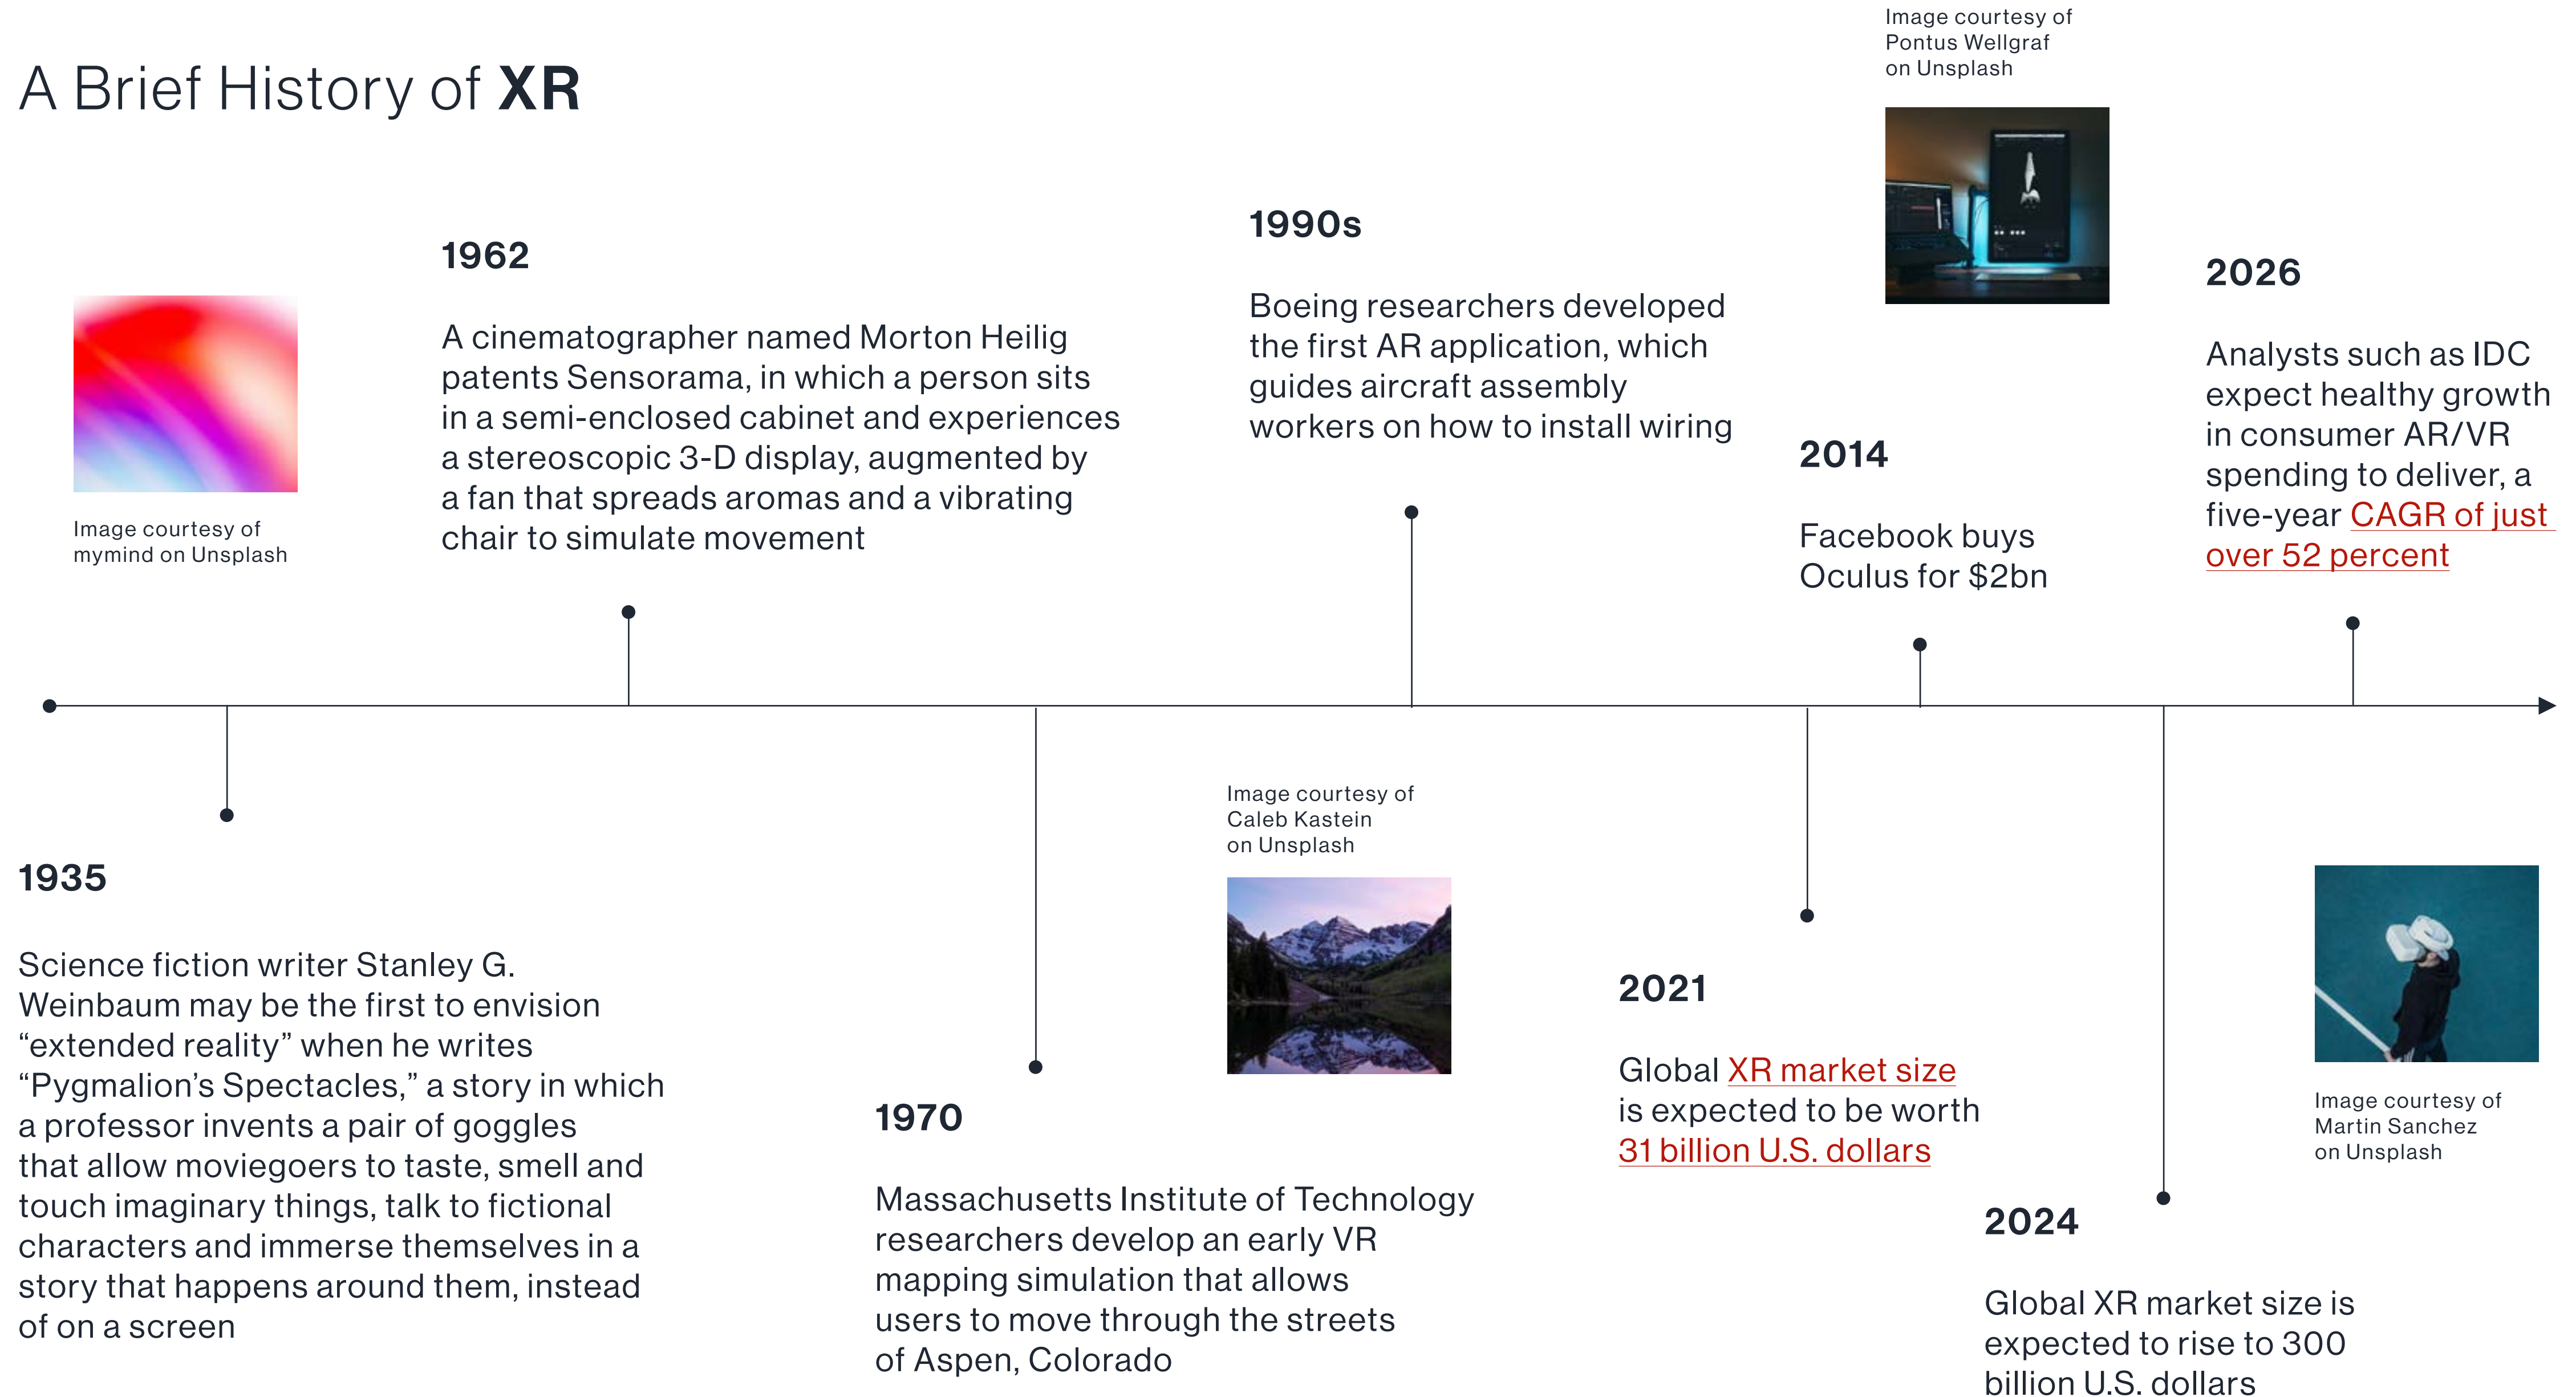 A Brief History of XR
Image courtesy of
mymind on Unsplash
1962
A cinematographer named Morton Heilig
patents Sensorama, in which a person sits
in a semi-enclosed cabinet and experiences
a stereoscopic 3-D display, augmented by
a fan that spreads aromas and a vibrating
chair to simulate movement
1990s
Boeing researchers developed
the first AR application, which
guides aircraft assembly
workers on how to install wiring
Image courtesy of
Pontus Wellgraf
on Unsplash
2014
Facebook buys
Oculus for $2bn
2026
Analysts such as IDC
expect healthy growth
in consumer AR/VR
spending to deliver, a
five-year CAGR of just
over 52 percent
1935
Science fiction writer Stanley G.
Weinbaum may be the first to envision
“extended reality” when he writes
“Pygmalion’s Spectacles,” a story in which
a professor invents a pair of goggles
that allow moviegoers to taste, smell and
touch imaginary things, talk to fictional
characters and immerse themselves in a
story that happens around them, instead
of on a screen
1970
Massachusetts Institute of Technology
researchers develop an early VR
mapping simulation that allows
users to move through the streets
of Aspen, Colorado
Image courtesy of
Caleb Kastein
on Unsplash
2021
Global XR market size
is expected to be worth
31 billion U.S. dollars
2024
Global XR market size is
expected to rise to 300
billion U.S. dollars
Image courtesy of
Martin Sanchez
on Unsplash